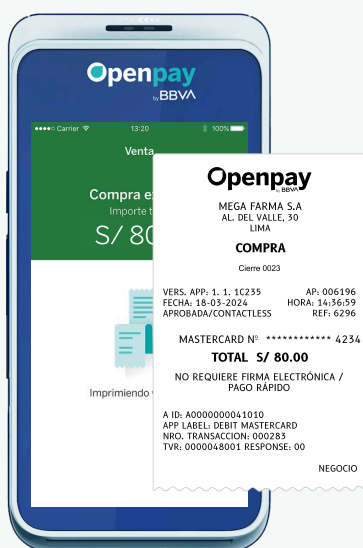 Openpay
by BBVA
Carrier 13:20 100%
Venta
Compra
Importe
S/ 80
Imprimiendo
Openpay
by BBVA
MEGA FARMA S.A
AL. DEL VALLE, 30
LIMA
COMPRA
Cierre 0023
VERS. APP: 1. 1. 1C235 AP: 006196
FECHA: 18-03-2024 HORA: 14:36:59
APROBADA/CONTACTLESS REF: 6296
MASTERCARD Nº ************ 4234
TOTAL S/ 80.00
NO REQUIERE FIRMA ELECTRÓNICA /
PAGO RÁPIDO
A ID: A0000000041010
APP LABEL: DEBIT MASTERCARD
NRO. TRANSACCION: 000283
TVR: 0000048001 RESPONSE: 00
NEGOCIO